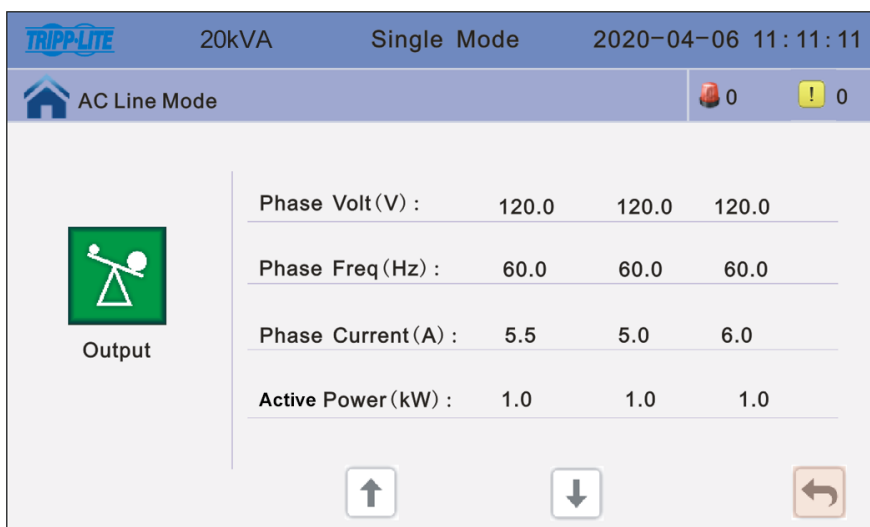 TRIPP·LITE 20kVA Single Mode 2020-04-06 11:11:11
AC Line Mode 0 ! 0
Phase Volt(V): 120.0 120.0 120.0
Phase Freq(Hz): 60.0 60.0 60.0
Phase Current(A): 5.5 5.0 6.0
Output
Active Power(kW): 1.0 1.0 1.0